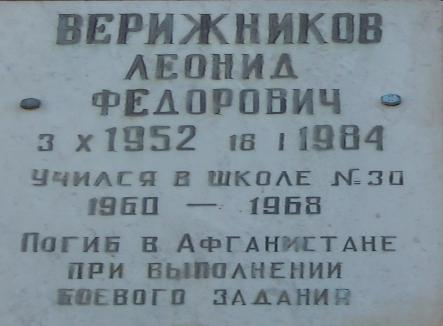 ВЕРИЖНИКОВ
ЛЕОНИД
ФЕДОРОВИЧ
3 X 1952 18 I 1984
УЧИЛСЯ В ШКОЛЕ №30
1960 — 1968
ПОГИБ В АФГАНИСТАНЕ
ПРИ ВЫПОЛНЕНИИ
БОЕВОГО ЗАДАНИЯ